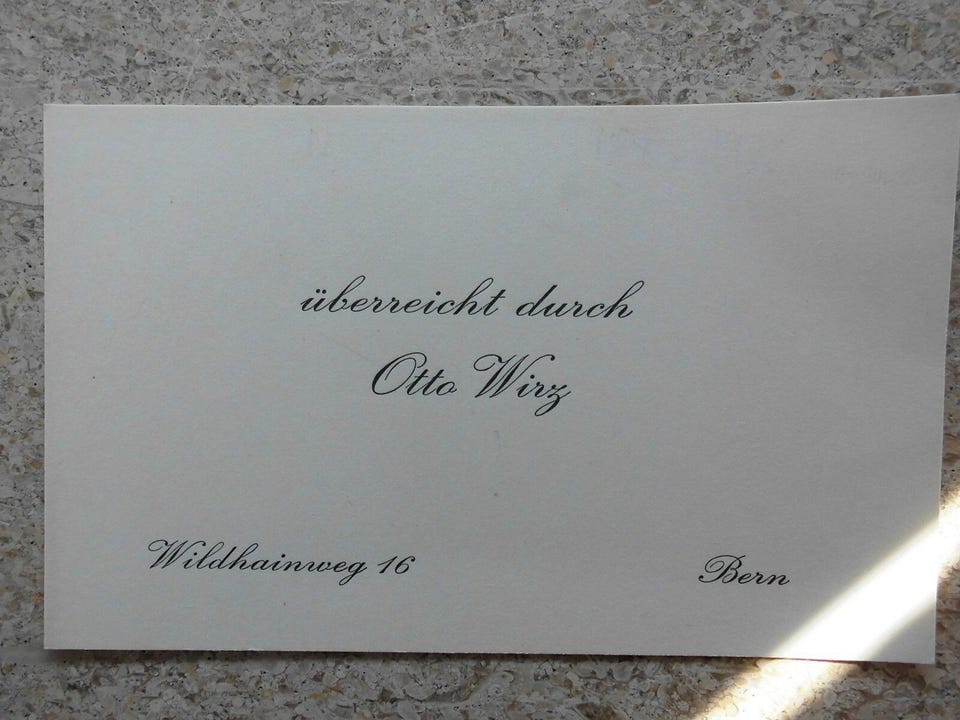 überreicht durch
Otto Wirz
Wildhainweg 16
Bern